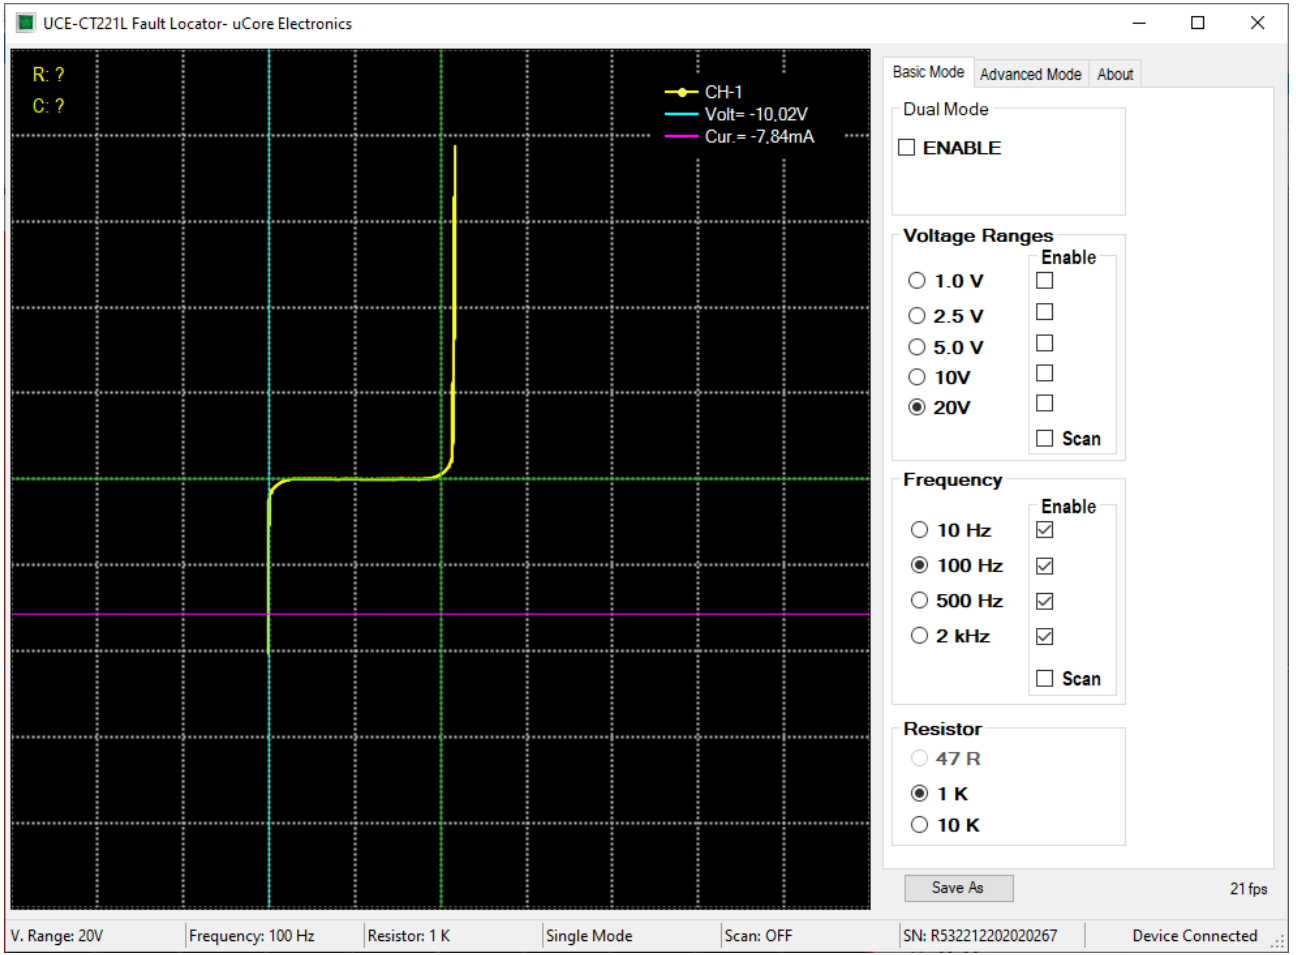 UCE-CT221L Fault Locator- uCore Electronics
R: ?
C: ?
CH-1
Volt= -10,02V
Cur.= -7,84mA
Basic Mode
Advanced Mode
About
Dual Mode
ENABLE
Voltage Ranges
Enable
1.0 V
2.5 V
5.0 V
10V
20V
Scan
Frequency
Enable
10 Hz
100 Hz
500 Hz
2 kHz
Scan
Resistor
47 R
1 K
10 K
Save As
21 fps
V. Range: 20V
Frequency: 100 Hz
Resistor: 1 K
Single Mode
Scan: OFF
SN: R532212202020267
Device Connected